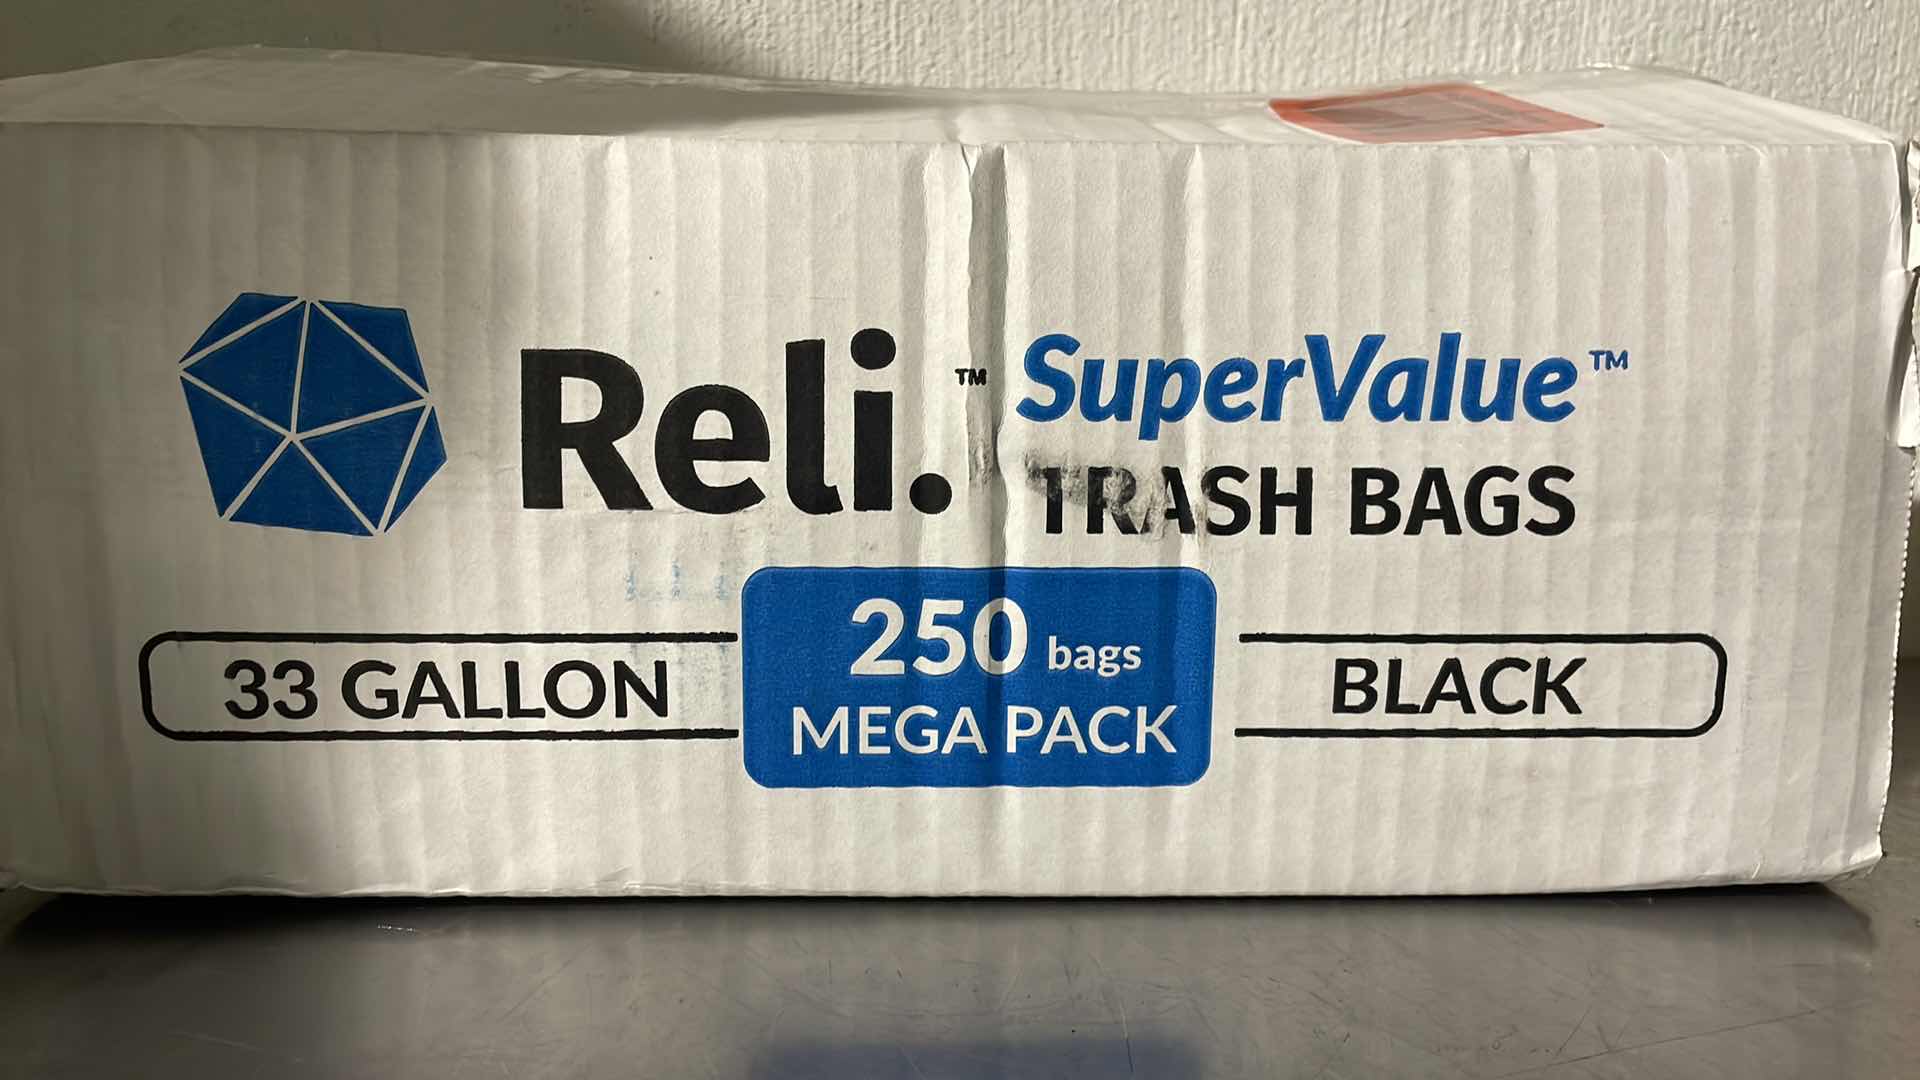 Reli.™
SuperValue™
TRASH BAGS
33 GALLON
250 bags
MEGA PACK
BLACK